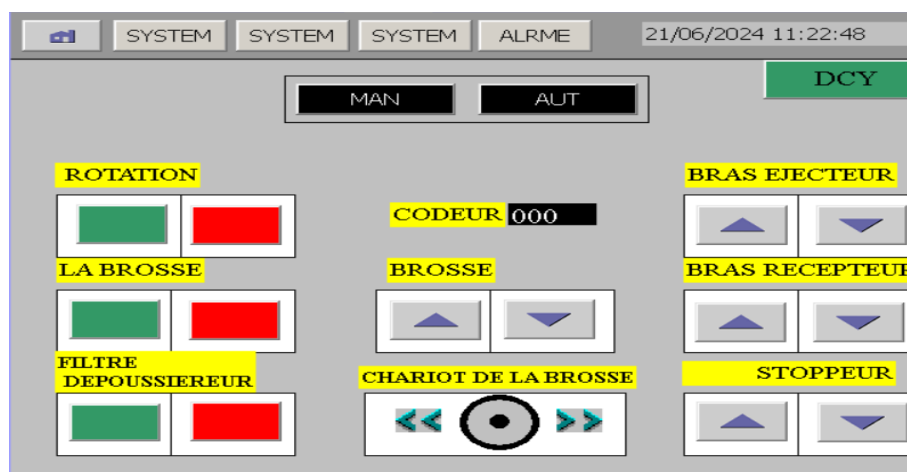 SYSTEM SYSTEM SYSTEM ALRME 21/06/2024 11:22:48
DCY
MAN AUT
ROTATION
BRAS EJECTEUR
CODEUR 000
LA BROSSE
BROSSE
BRAS RECEPTEUR
FILTRE
DEPOUSSIEREUR
CHARIOT DE LA BROSSE
STOPPEUR